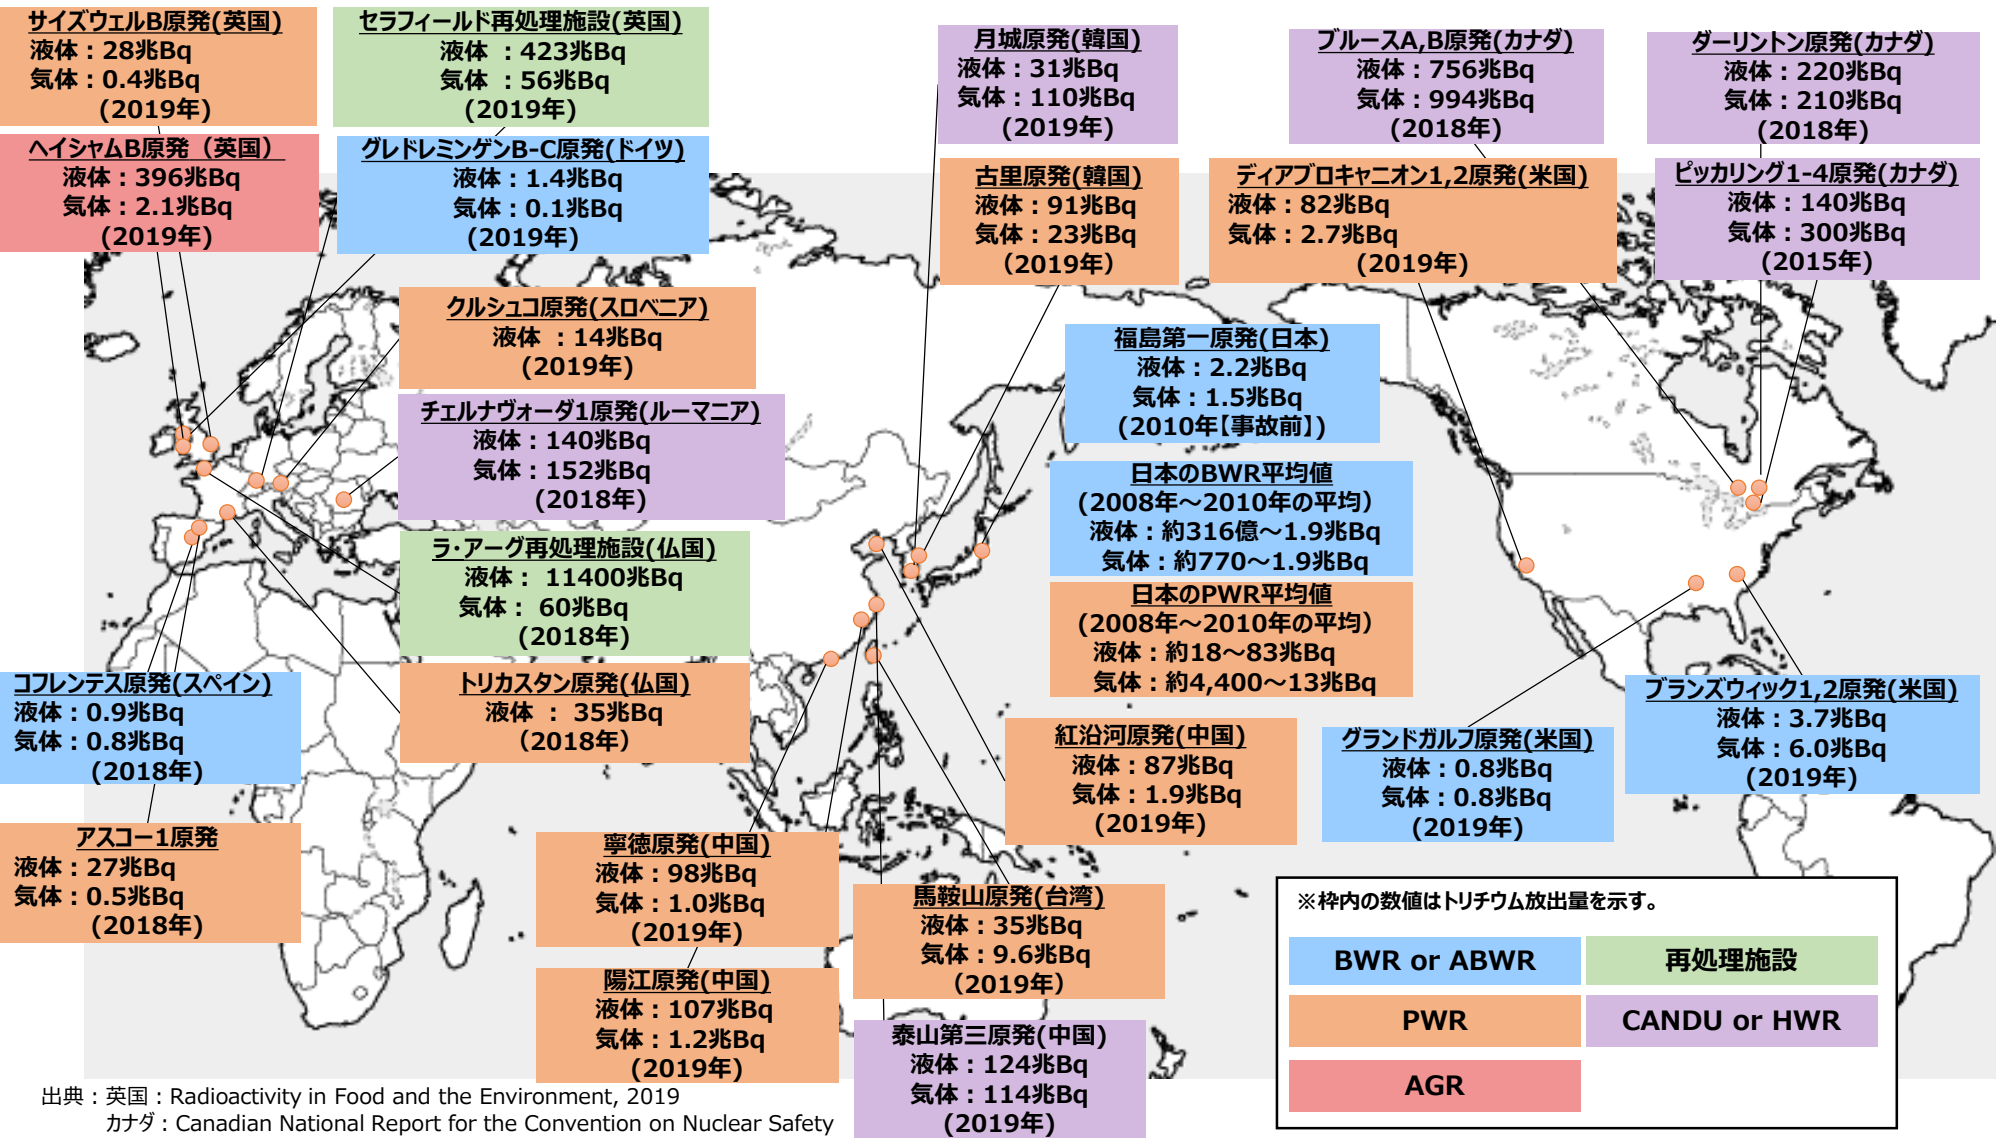 サイズウェルB原発(英国)
液体：28兆Bq
気体：0.4兆Bq
(2019年)
セラフィールド再処理施設(英国)
液体 ：423兆Bq
気体 ：56兆Bq
(2019年)
月城原発(韓国)
液体：31兆Bq
気体：110兆Bq
(2019年)
ブルースA,B原発(カナダ)
液体：756兆Bq
気体：994兆Bq
(2018年)
ダーリントン原発(カナダ)
液体：220兆Bq
気体：210兆Bq
(2018年)
ヘイシャムB原発（英国）
液体：396兆Bq
気体：2.1兆Bq
(2019年)
グレドレミンゲンB-C原発(ドイツ)
液体：1.4兆Bq
気体：0.1兆Bq
(2019年)
古里原発(韓国)
液体：91兆Bq
気体：23兆Bq
（2019年）
ディアブロキャニオン1,2原発(米国)
液体：82兆Bq
気体：2.7兆Bq
(2019年)
ピッカリング1-4原発(カナダ)
液体：140兆Bq
気体：300兆Bq
(2015年)
クルシュコ原発(スロベニア)
液体 ：14兆Bq
(2019年)
福島第一原発(日本)
液体：2.2兆Bq
気体：1.5兆Bq
(2010年【事故前】)
チェルナヴォーダ1原発(ルーマニア)
液体：140兆Bq
気体：152兆Bq
(2018年)
日本のBWR平均値
(2008年～2010年の平均）
液体：約316億～1.9兆Bq
気体：約770～1.9兆Bq
ラ・アーグ再処理施設(仏国)
液体： 11400兆Bq
気体： 60兆Bq
(2018年)
日本のPWR平均値
(2008年～2010年の平均）
液体：約18～83兆Bq
気体：約4,400～13兆Bq
コフレンテス原発(スペイン)
液体：0.9兆Bq
気体：0.8兆Bq
(2018年)
トリカスタン原発(仏国)
液体 ： 35兆Bq
（2018年）
紅沿河原発(中国)
液体：87兆Bq
気体：1.9兆Bq
(2019年)
グランドガルフ原発(米国)
液体：0.8兆Bq
気体：0.8兆Bq
(2019年)
ブランズウィック1,2原発(米国)
液体：3.7兆Bq
気体：6.0兆Bq
(2019年)
アスコー1原発
液体：27兆Bq
気体：0.5兆Bq
(2018年)
寧徳原発(中国)
液体：98兆Bq
気体：1.0兆Bq
(2019年)
馬鞍山原発(台湾)
液体：35兆Bq
気体：9.6兆Bq
（2019年）
陽江原発(中国)
液体：107兆Bq
気体：1.2兆Bq
(2019年)
泰山第三原発(中国)
液体：124兆Bq
気体：114兆Bq
(2019年)
※枠内の数値はトリチウム放出量を示す。
BWR or ABWR
再処理施設
PWR
CANDU or HWR
AGR
出典：英国：Radioactivity in Food and the Environment, 2019
カナダ：Canadian National Report for the Convention on Nuclear Safety